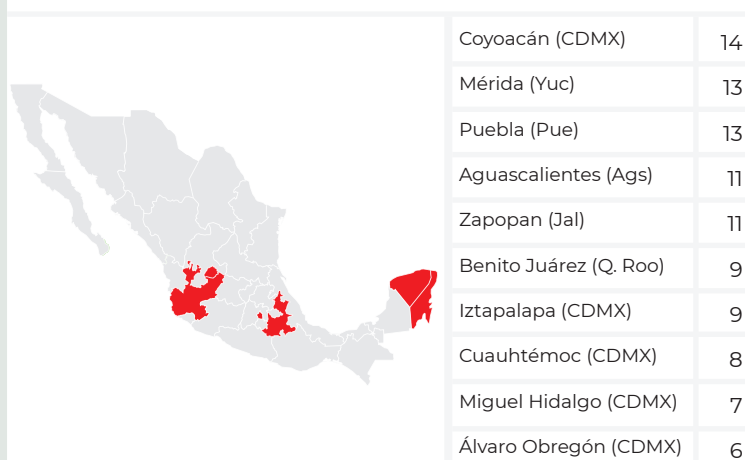 Coyoacán (CDMX) 14
Mérida (Yuc) 13
Puebla (Pue) 13
Aguascalientes (Ags) 11
Zapopan (Jal) 11
Benito Juárez (Q. Roo) 9
Iztapalapa (CDMX) 9
Cuauhtémoc (CDMX) 8
Miguel Hidalgo (CDMX) 7
Álvaro Obregón (CDMX) 6